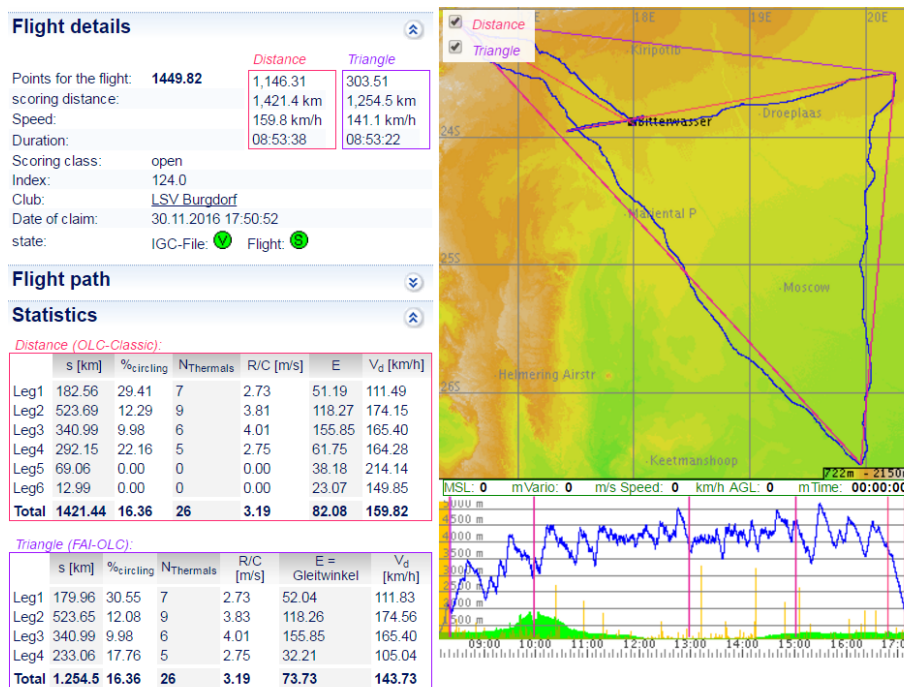 Flight details
Distance Triangle
Points for the flight: 1449.82 1,146.31 303.51
scoring distance: 1,421.4 km 1,254.5 km
Speed: 159.8 km/h 141.1 km/h
Duration: 08:53:38 08:53:22
Scoring class: open
Index: 124.0
Club: LSV Burgdorf
Date of claim: 30.11.2016 17:50:52
state: IGC-File: V Flight: S
Flight path
Statistics
Distance (OLC-Classic):
s [km] %circling NThermals R/C [m/s] E Vd [km/h]
Leg1 182.56 29.41 7 2.73 51.19 111.49
Leg2 523.69 12.29 9 3.81 118.27 174.15
Leg3 340.99 9.98 6 4.01 155.85 165.40
Leg4 292.15 22.16 5 2.75 61.75 164.28
Leg5 69.06 0.00 0 0.00 38.18 214.14
Leg6 12.99 0.00 0 0.00 23.07 149.85
Total 1421.44 16.36 26 3.19 82.08 159.82
Triangle (FAI-OLC):
s [km] %circling NThermals R/C [m/s] E = Gleitwinkel Vd [km/h]
Leg1 179.96 30.55 7 2.73 52.04 111.83
Leg2 523.65 12.08 9 3.83 118.26 174.56
Leg3 340.99 9.98 6 4.01 155.85 165.40
Leg4 233.06 17.76 5 2.75 32.21 105.04
Total 1.254.5 16.36 26 3.19 73.73 143.73
Distance
Triangle
18E 19E 20E
Kiripotib
Bitterwasser
Droeplaas
24S
Mariental P
25S
Moscow
26S
Helmering Airstr
Keetmanshoop
722m - 2150m
MSL: 0 m Vario: 0 m/s Speed: 0 km/h AGL: 0 m Time: 00:00:00
4500 m
4000 m
3500 m
3000 m
2500 m
2000 m
1500 m
09:00 10:00 11:00 12:00 13:00 14:00 15:00 16:00